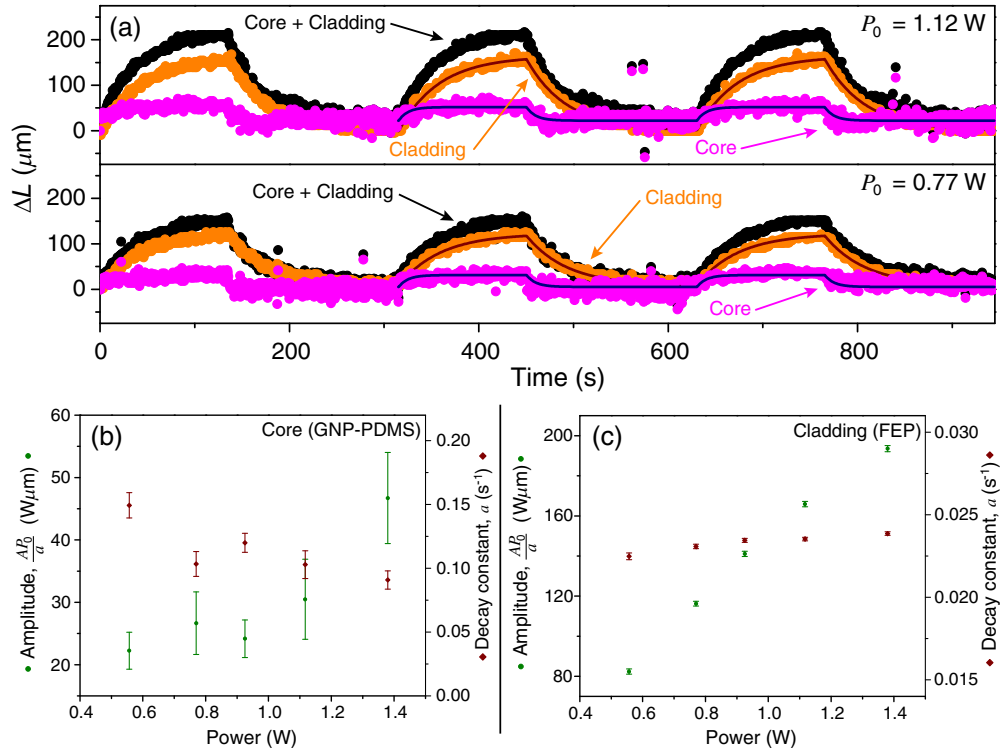 (a)
Core + Cladding
P₀ = 1.12 W
Cladding
Core
200
100
0
ΔL (μm)
Core + Cladding
Cladding
P₀ = 0.77 W
Core
200
100
0
0 200 400 600 800
Time (s)
(b)
Core (GNP-PDMS)
60
50
40
30
20
Amplitude, AP₀/a (Wμm)
0.20
0.15
0.10
0.05
0.00
Decay constant, a (s⁻¹)
0.4 0.6 0.8 1.0 1.2 1.4
Power (W)
(c)
Cladding (FEP)
200
160
120
80
Amplitude, AP₀/a (Wμm)
0.030
0.025
0.020
0.015
Decay constant, a (s⁻¹)
0.4 0.6 0.8 1.0 1.2 1.4
Power (W)